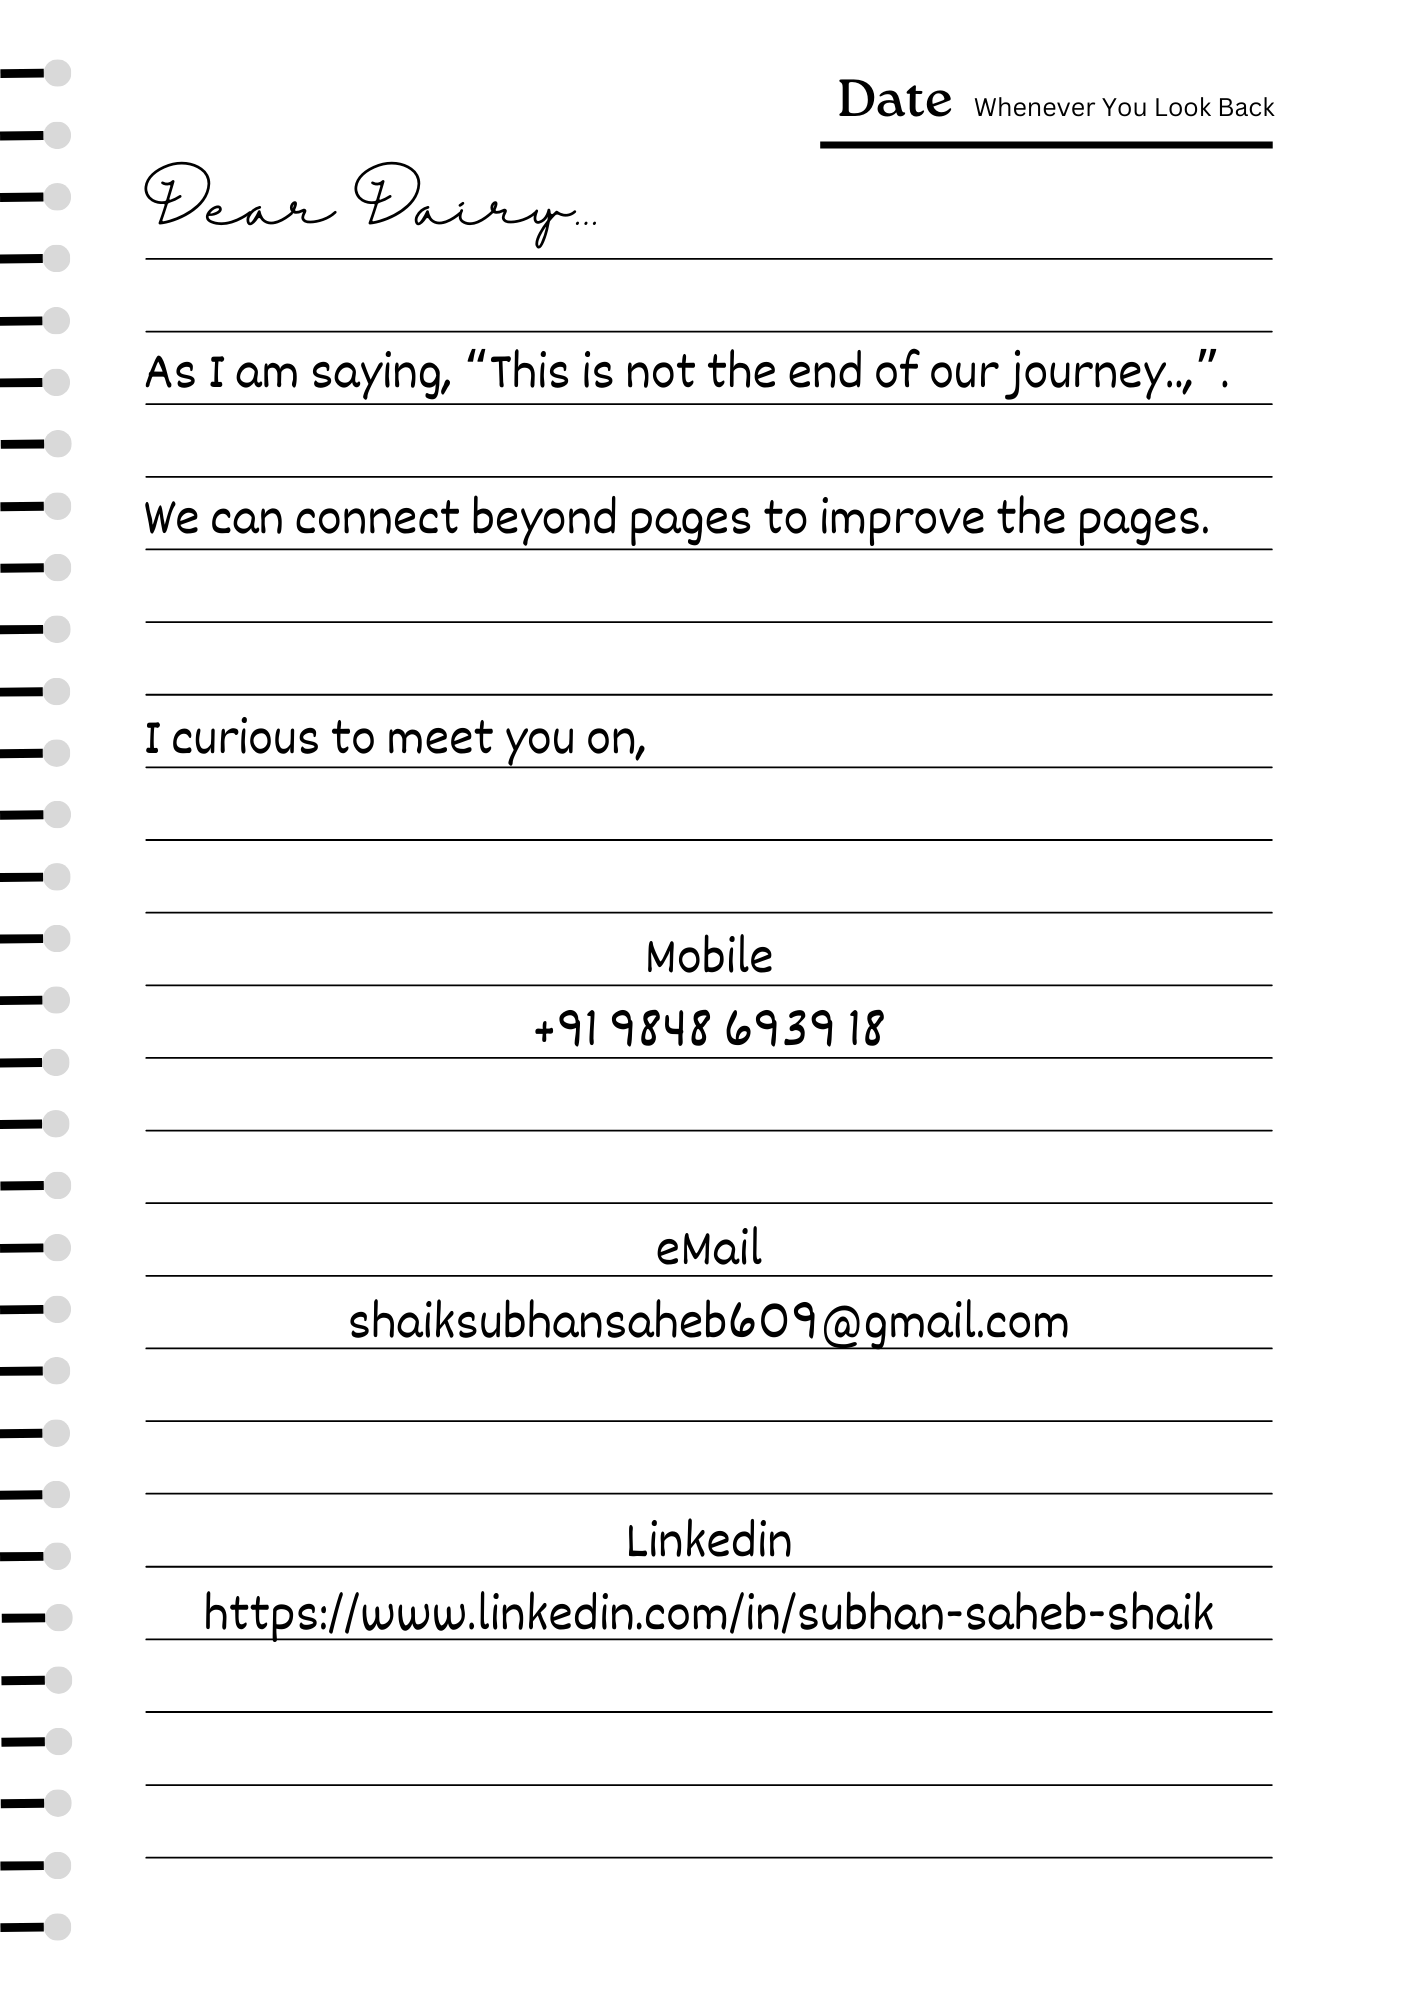 Date Whenever You Look Back
Dear Dairy...
As I am saying, “This is not the end of our journey..,”.
We can connect beyond pages to improve the pages.
I curious to meet you on,
Mobile
+91 9848 6939 18
eMail
shaiksubhansaheb609@gmail.com
Linkedin
https://www.linkedin.com/in/subhan-saheb-shaik